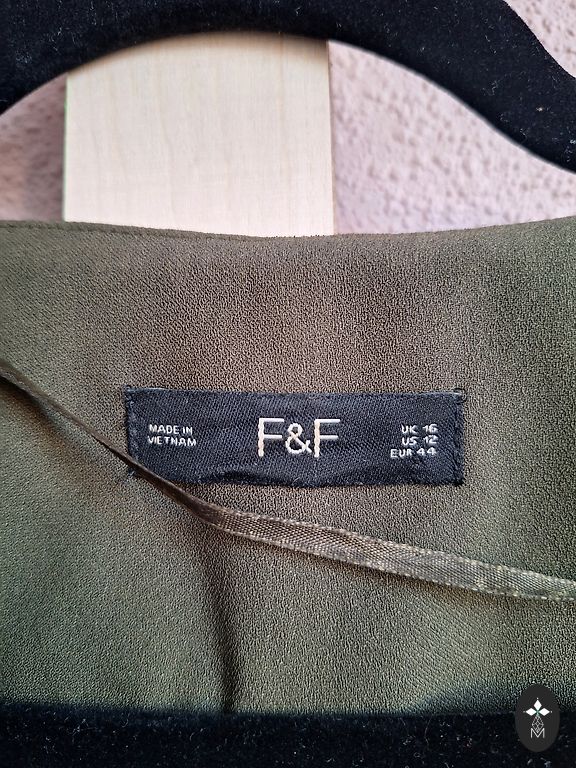 MADE IN
VIETNAM
F&F
UK 16
US 12
EUR 44
M